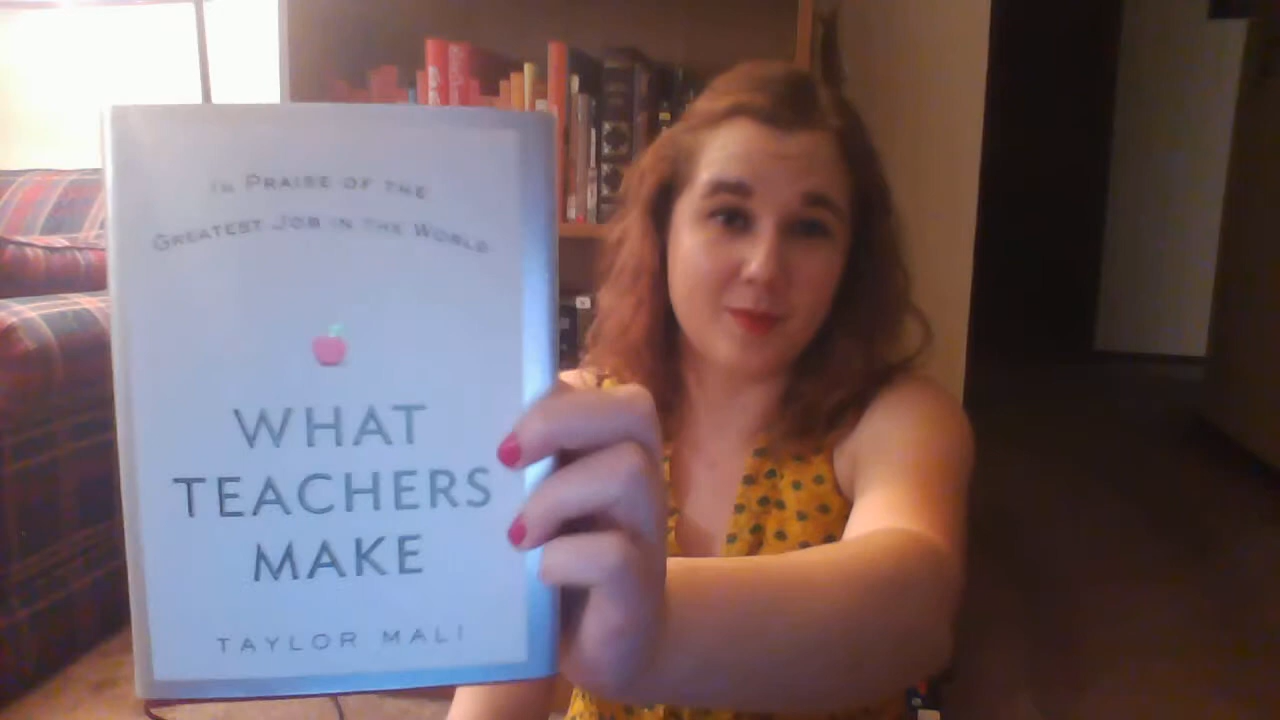 IN PRAISE OF THE
GREATEST JOB IN THE WORLD
WHAT
TEACHERS
MAKE
TAYLOR MALI